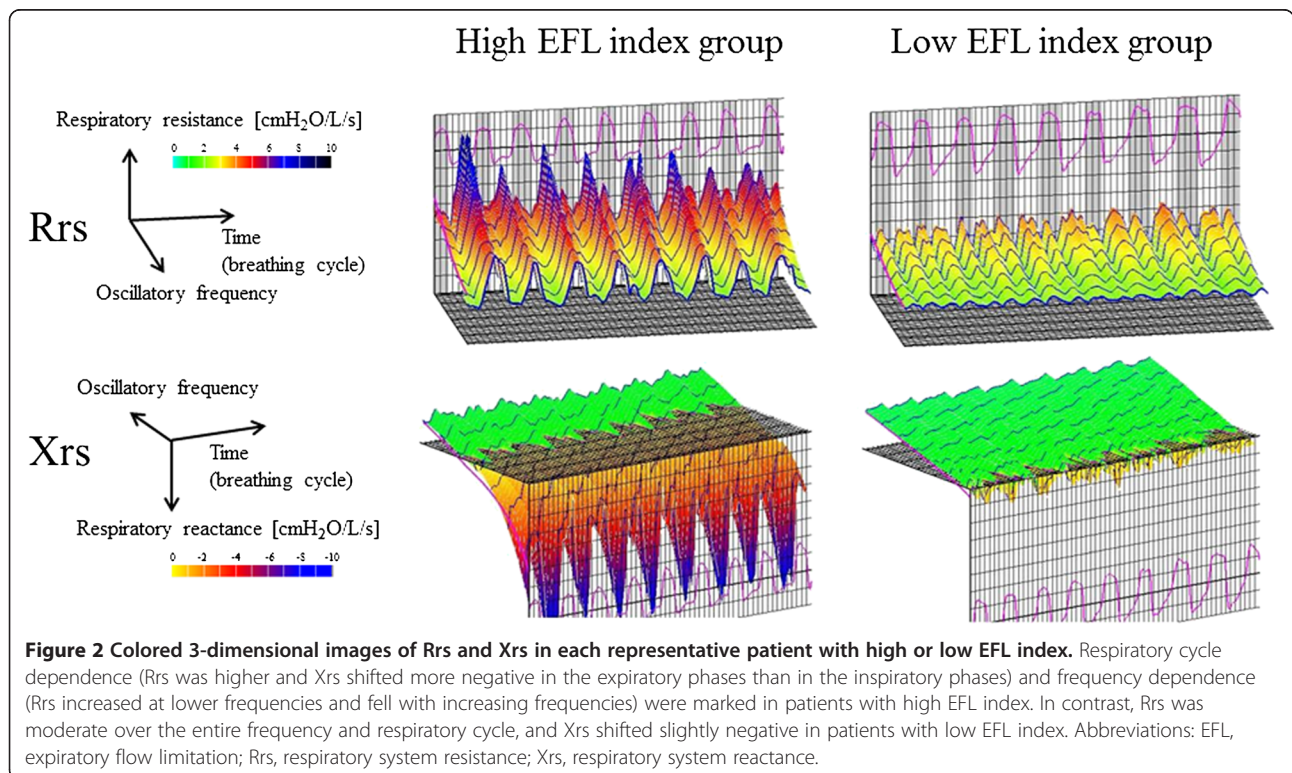 High EFL index group
Low EFL index group
Respiratory resistance [cmH₂O/L/s]
0 2 4 6 8 10
Rrs
Time
(breathing cycle)
Oscillatory frequency
Oscillatory frequency
Xrs
Time
(breathing cycle)
Respiratory reactance [cmH₂O/L/s]
0 -2 -4 -6 -8 -10
Figure 2 Colored 3-dimensional images of Rrs and Xrs in each representative patient with high or low EFL index. Respiratory cycle
dependence (Rrs was higher and Xrs shifted more negative in the expiratory phases than in the inspiratory phases) and frequency dependence
(Rrs increased at lower frequencies and fell with increasing frequencies) were marked in patients with high EFL index. In contrast, Rrs was
moderate over the entire frequency and respiratory cycle, and Xrs shifted slightly negative in patients with low EFL index. Abbreviations: EFL,
expiratory flow limitation; Rrs, respiratory system resistance; Xrs, respiratory system reactance.